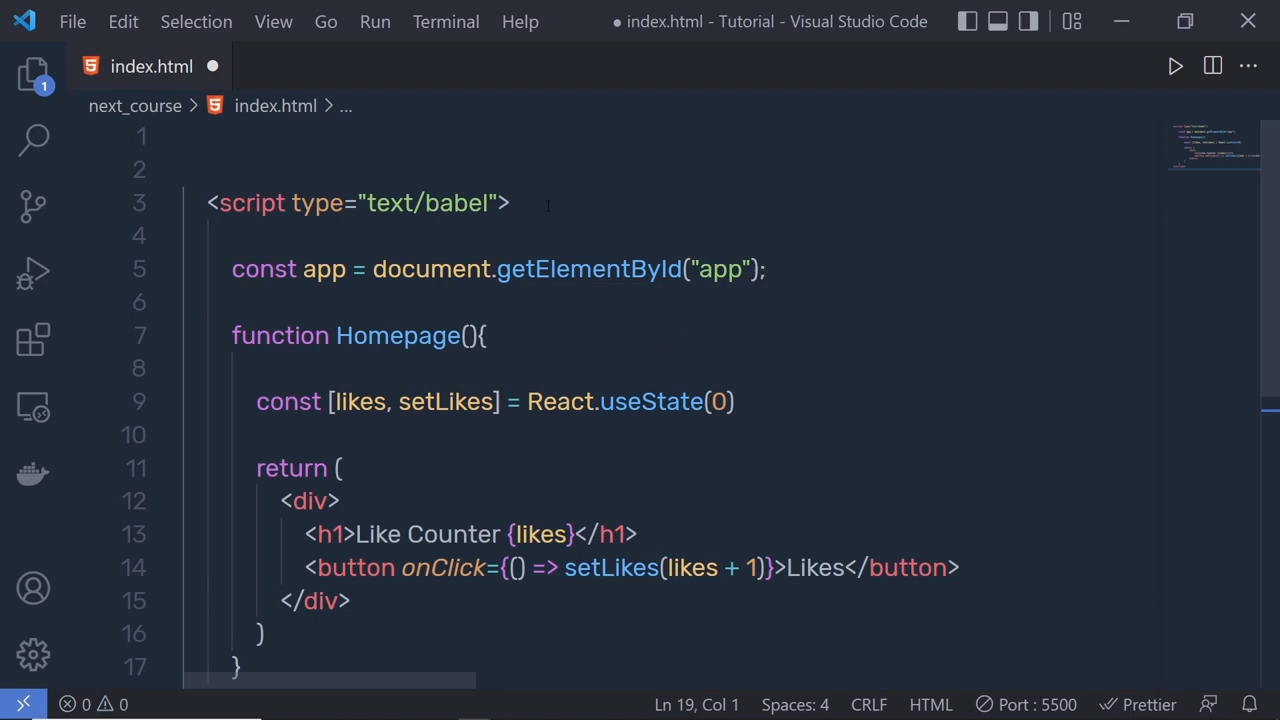 File Edit Selection View Go Run Terminal Help ● index.html - Tutorial - Visual Studio Code
index.html
next_course > index.html > ...
1
1
2
3 <script type="text/babel">
4
5 const app = document.getElementById("app");
6
7 function Homepage(){
8
9 const [likes, setLikes] = React.useState(0)
10
11 return (
12 <div>
13 <h1>Like Counter {likes}</h1>
14 <button onClick={() => setLikes(likes + 1)}>Likes</button>
15 </div>
16 )
17 }
0 0 Ln 19, Col 1 Spaces: 4 CRLF HTML Port : 5500 Prettier